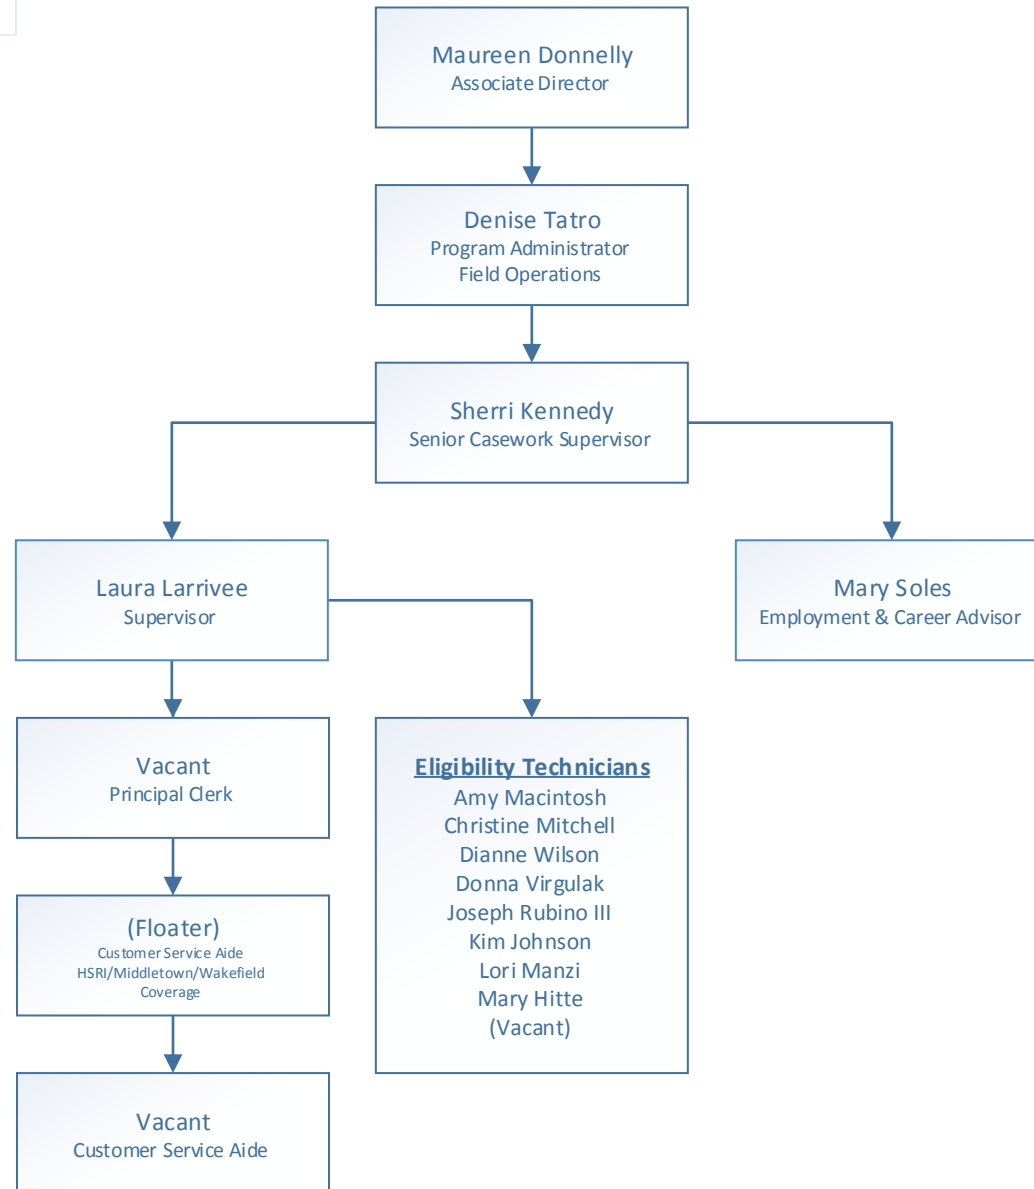 Maureen Donnelly
Associate Director
Denise Tatro
Program Administrator
Field Operations
Sherri Kennedy
Senior Casework Supervisor
Laura Larrivee
Supervisor
Mary Soles
Employment & Career Advisor
Vacant
Principal Clerk
(Floater)
Customer Service Aide
HSRI/Middletown/Wakefield
Coverage
Vacant
Customer Service Aide
Eligibility Technicians
Amy Macintosh
Christine Mitchell
Dianne Wilson
Donna Virgulak
Joseph Rubino III
Kim Johnson
Lori Manzi
Mary Hitte
(Vacant)